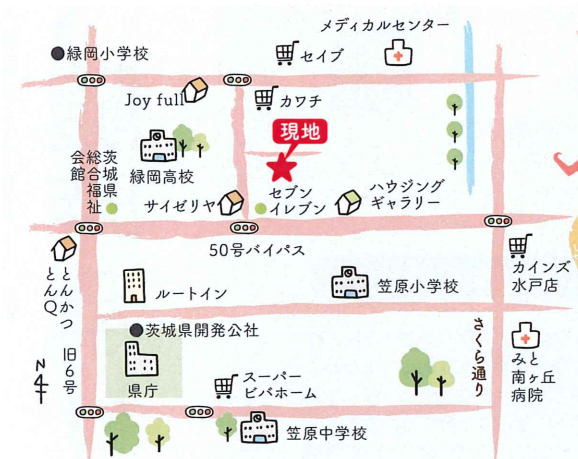 メディカルセンター
緑岡小学校
セイブ
Joy full
カワチ
現地
緑岡高校
茨城県
総合福祉
会館
サイゼリヤ
セブン
イレブン
ハウジング
ギャラリー
50号バイパス
とんかつ
とんQ
ルートイン
笠原小学校
カインズ
水戸店
茨城県開発公社
さくら通り
旧6号
N
県庁
スーパー
ビバホーム
みと
南ヶ丘
病院
笠原中学校